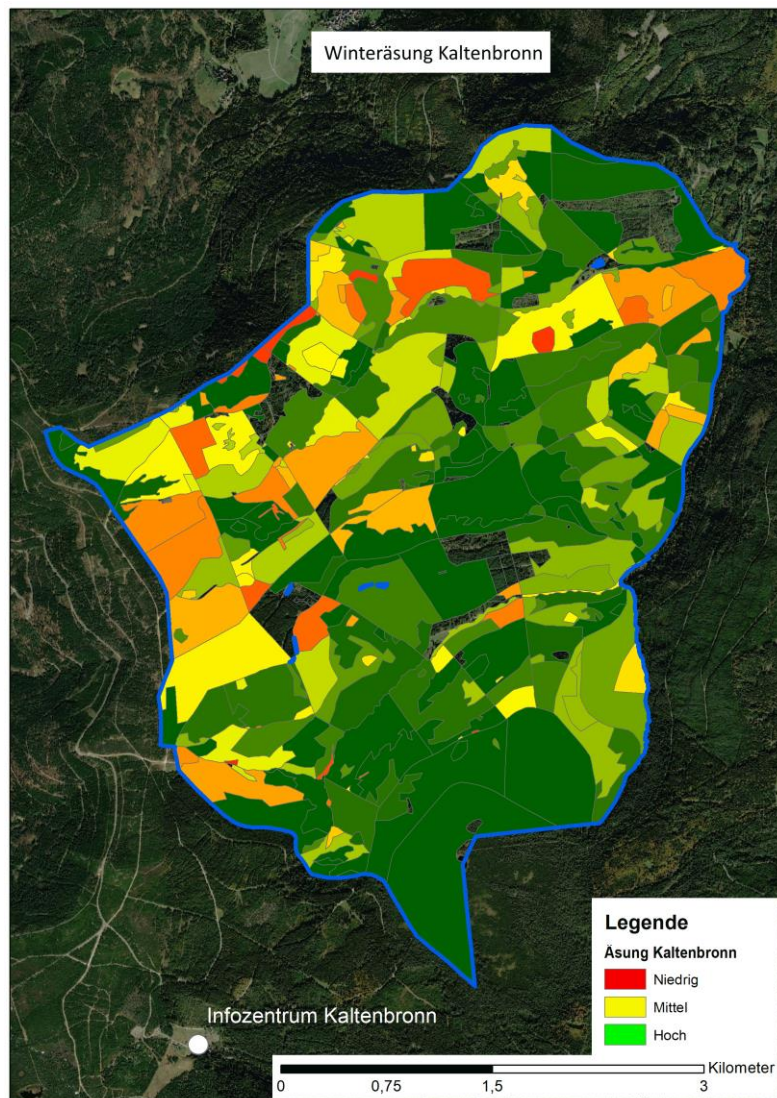 Winteräsung Kaltenbronn
Legende
Äsung Kaltenbronn
Niedrig
Mittel
Hoch
Infozentrum Kaltenbronn
Kilometer
0 0,75 1,5 3